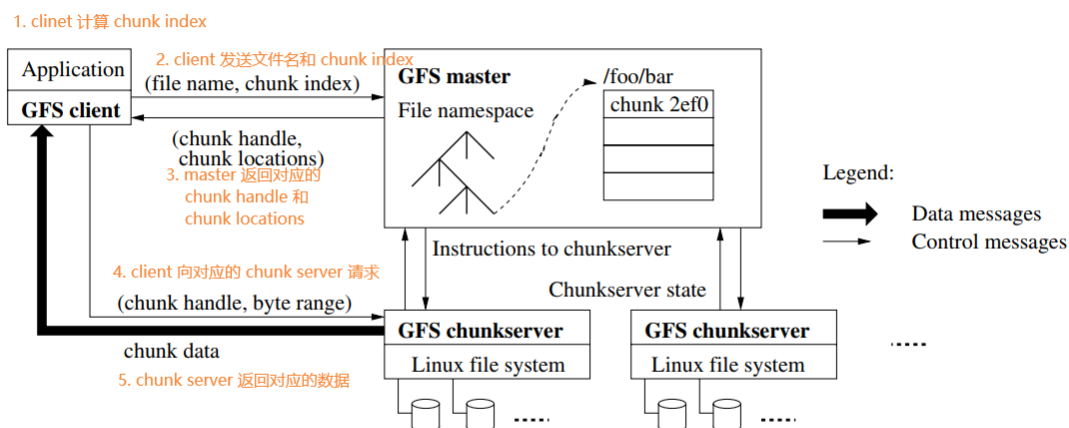 1. clinet 计算 chunk index
2. client 发送文件名和 chunk index
Application
GFS client
(file name, chunk index)
(chunk handle,
chunk locations)
3. master 返回对应的
chunk handle 和
chunk locations
GFS master
File namespace
/foo/bar
chunk 2ef0
Legend:
Data messages
Control messages
Instructions to chunkserver
Chunkserver state
4. client 向对应的 chunk server 请求
(chunk handle, byte range)
chunk data
5. chunk server 返回对应的数据
GFS chunkserver
Linux file system
GFS chunkserver
Linux file system